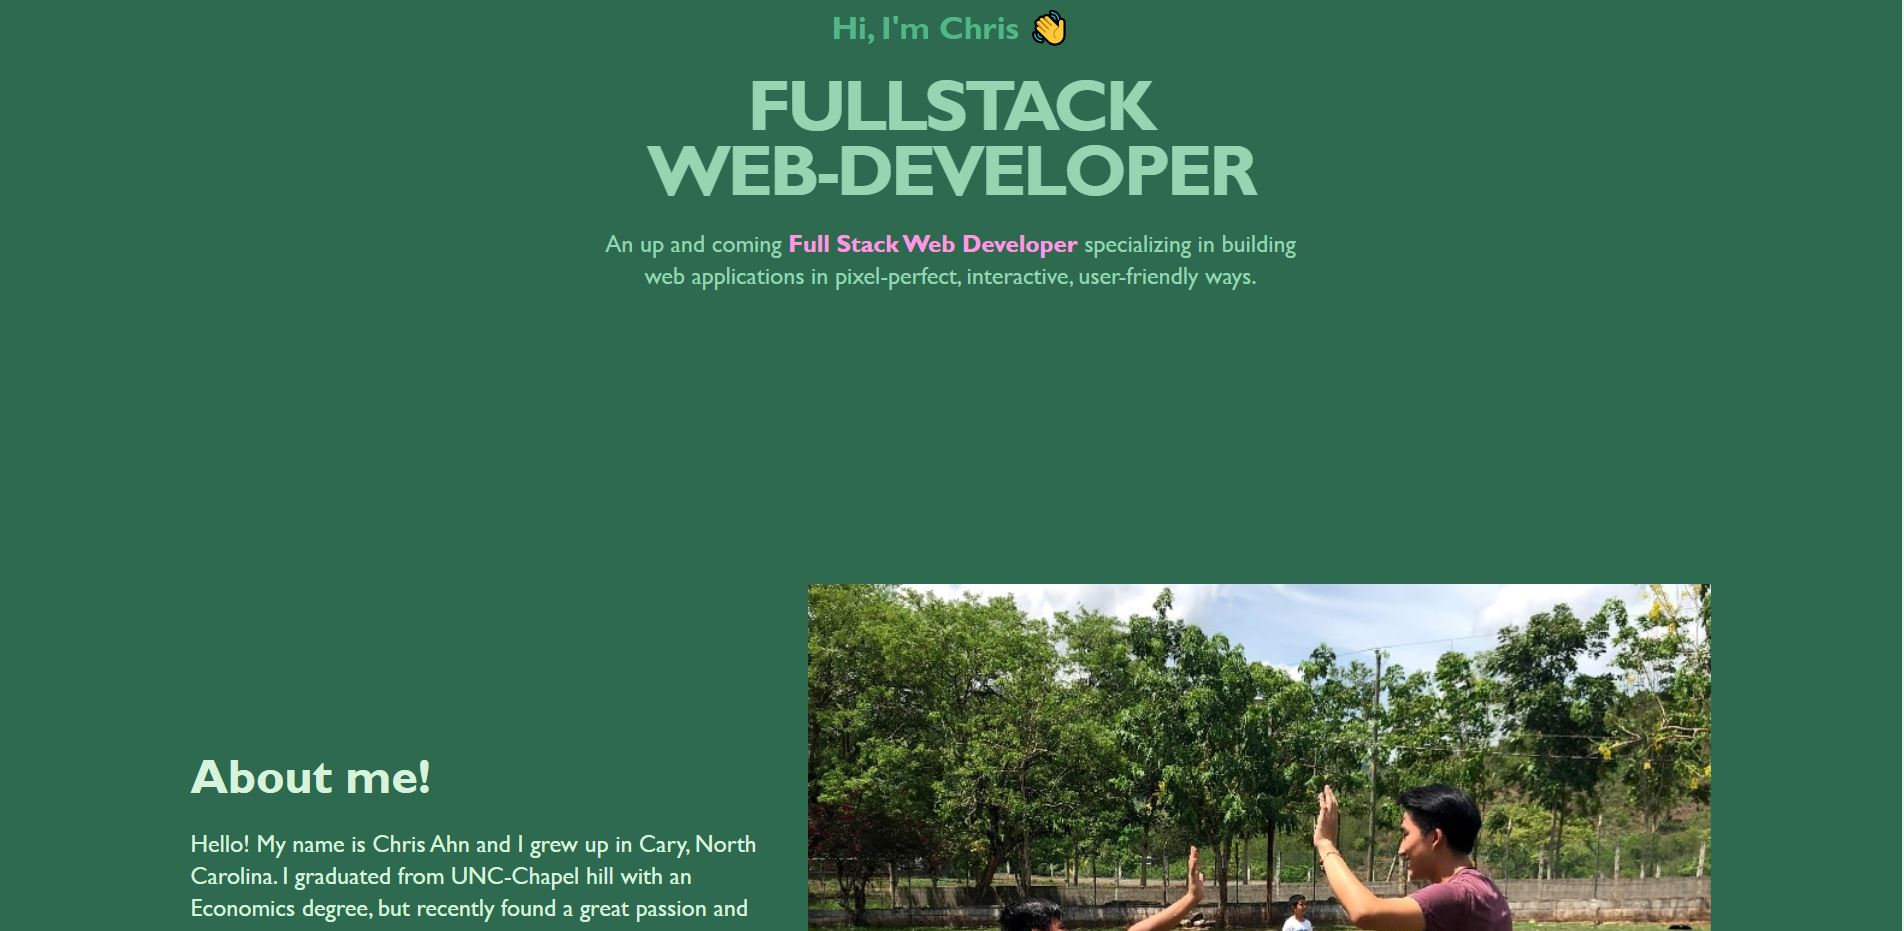 Hi, I'm Chris 👋
FULLSTACK
WEB-DEVELOPER
An up and coming Full Stack Web Developer specializing in building
web applications in pixel-perfect, interactive, user-friendly ways.
About me!
Hello! My name is Chris Ahn and I grew up in Cary, North
Carolina. I graduated from UNC-Chapel hill with an
Economics degree, but recently found a great passion and